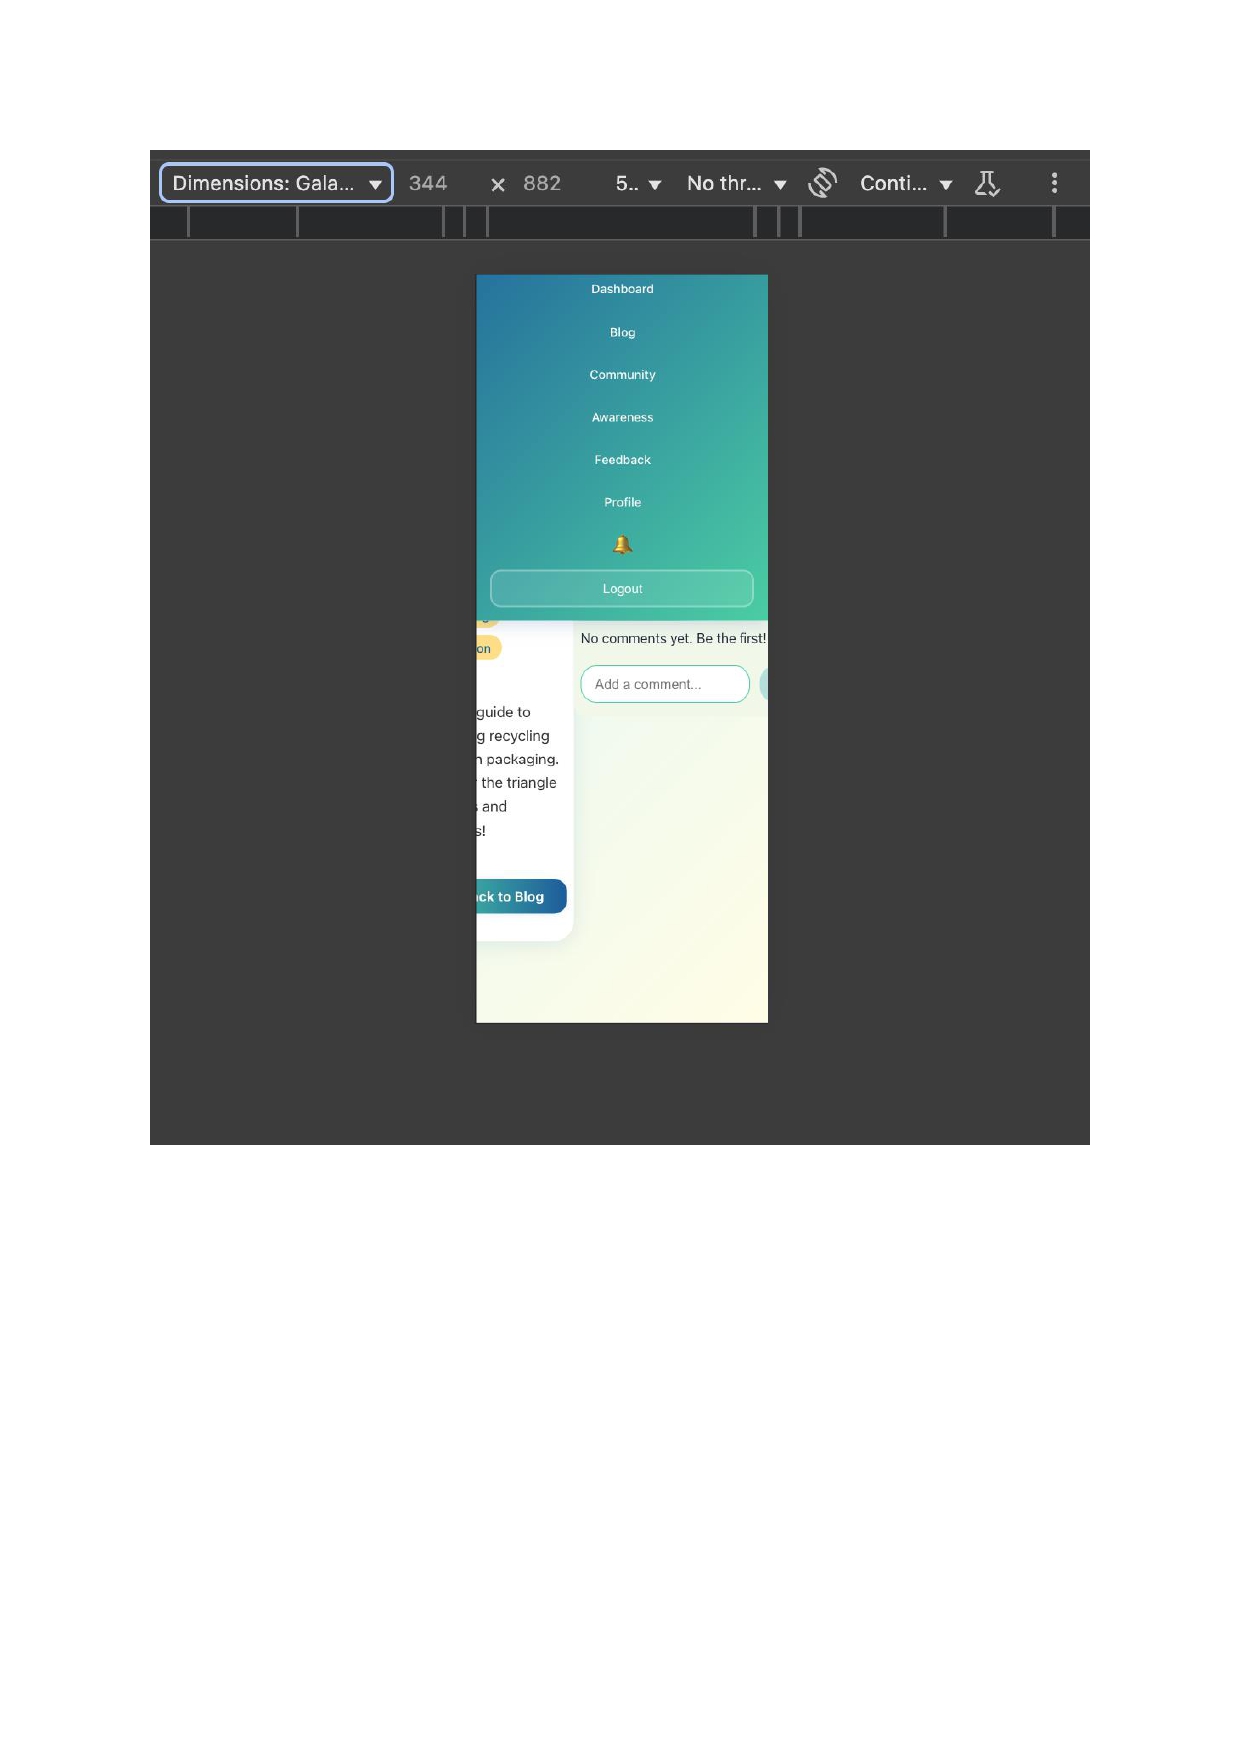 Dimensions: Gala... 344 × 882 5.. No thr... Conti...
Dashboard
Blog
Community
Awareness
Feedback
Profile
Logout
No comments yet. Be the first!
on
Add a comment...
guide to
g recycling
packaging.
the triangle
and
s!
ck to Blog